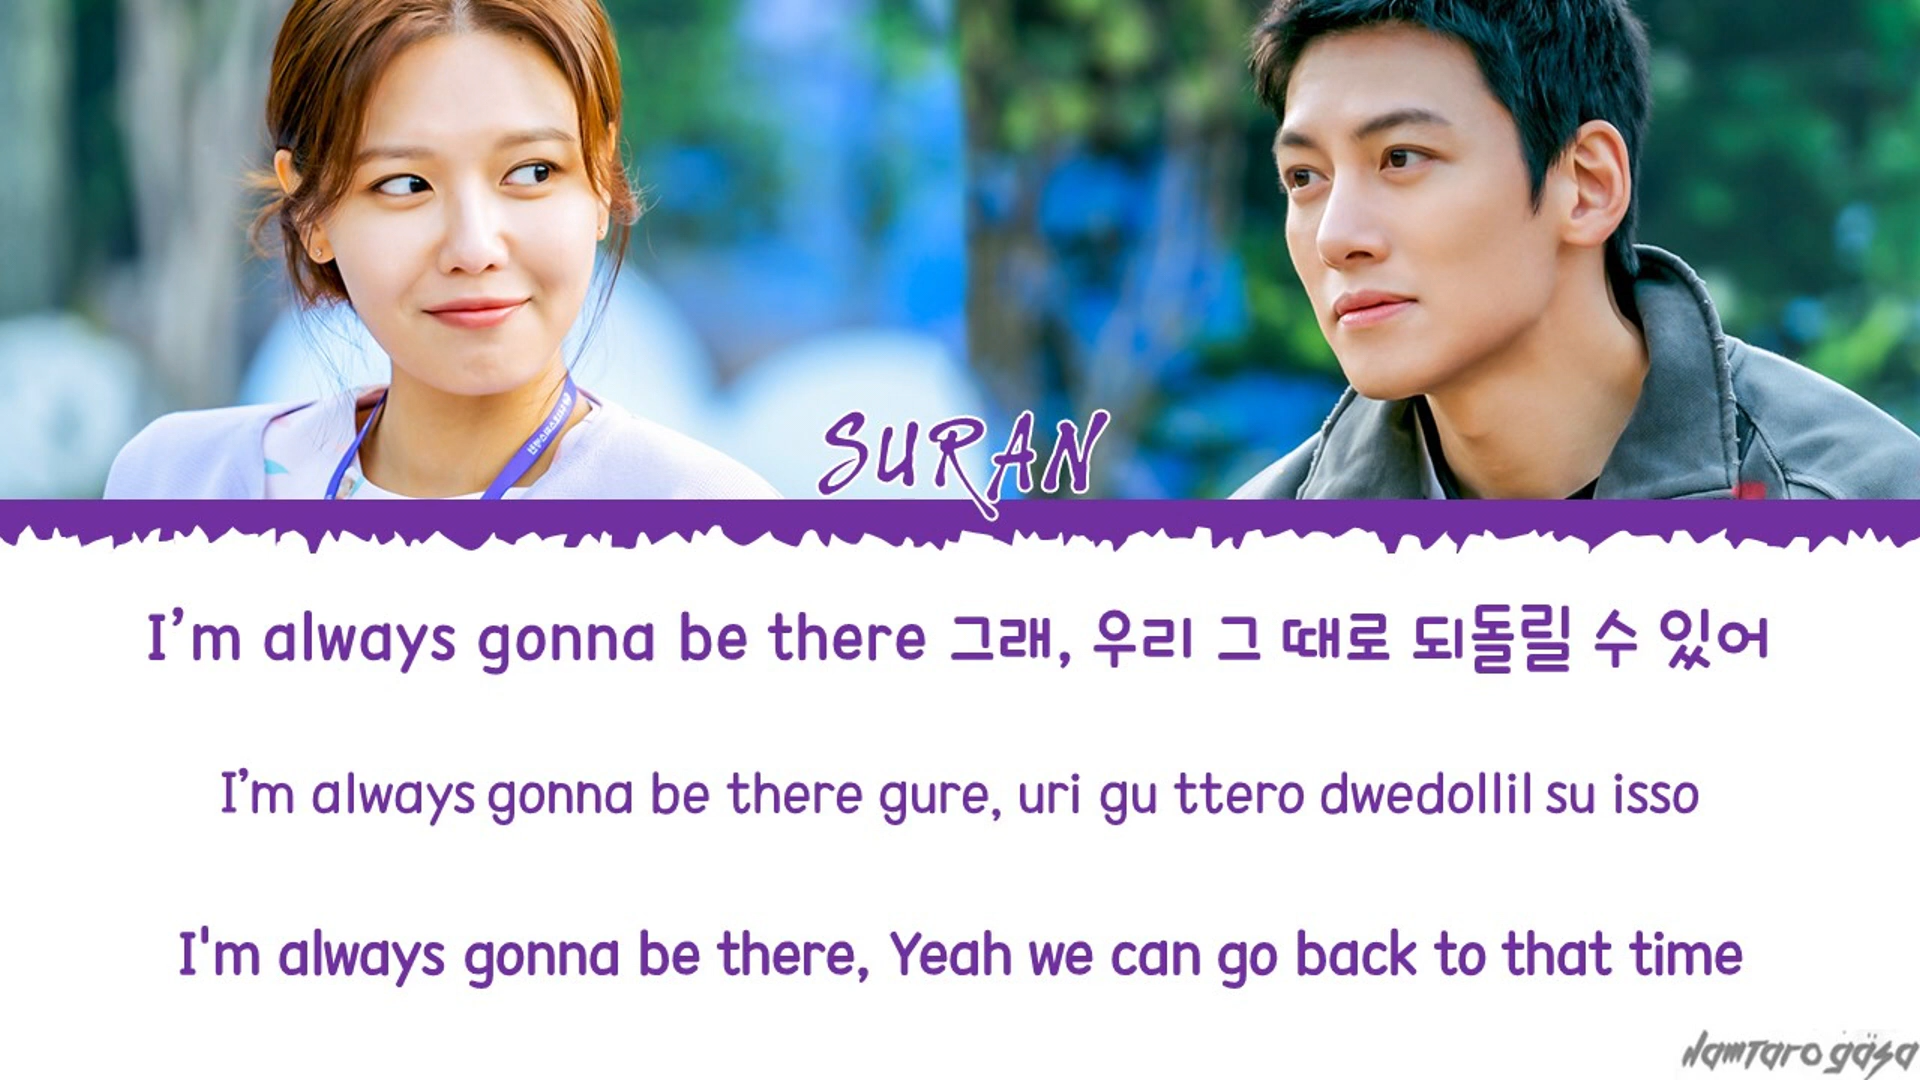 SURAN
I’m always gonna be there 그래, 우리 그 때로 되돌릴 수 있어
I’m always gonna be there gure, uri gu ttero dwedollil su isso
I'm always gonna be there, Yeah we can go back to that time
Hamtaro gäsa